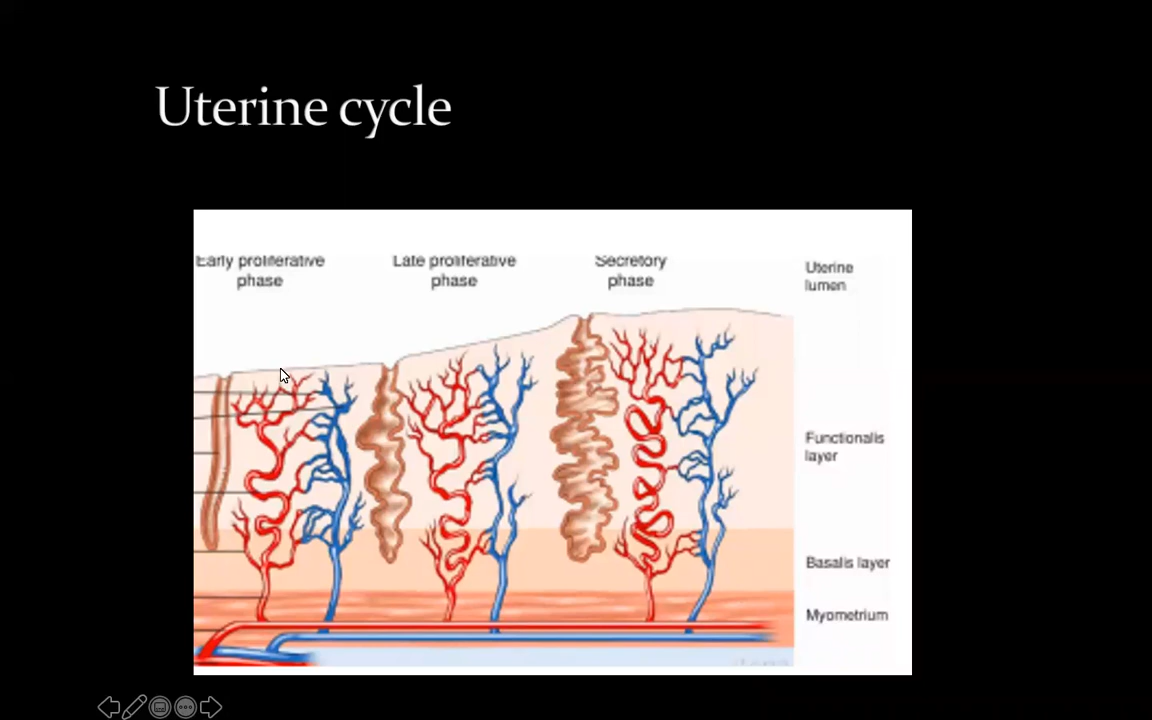 Uterine cycle
Early proliferative
phase
Late proliferative
phase
Secretory
phase
Uterine
lumen
Functionalis
layer
Basalis layer
Myometrium